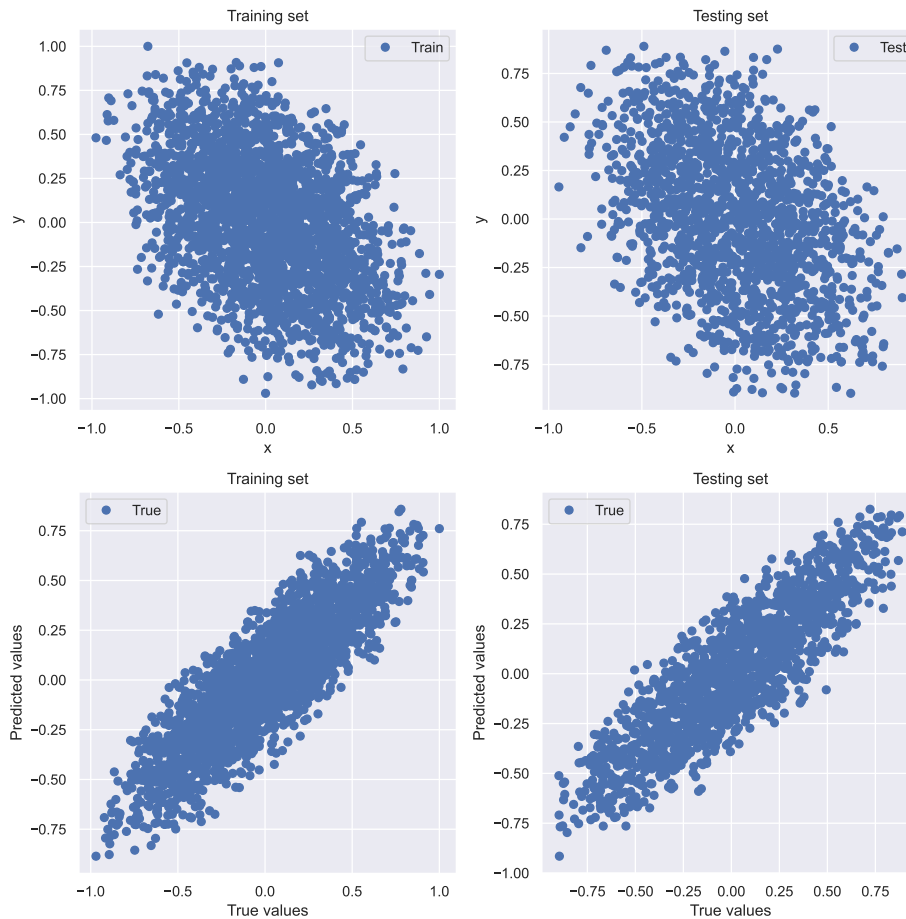 Training set
Train
1.00
0.75
0.50
0.25
0.00
−0.25
−0.50
−0.75
−1.00
y
−1.0 −0.5 0.0 0.5 1.0
x
Testing set
Test
0.75
0.50
0.25
0.00
−0.25
−0.50
−0.75
y
−1.0 −0.5 0.0 0.5
x
Training set
True
0.75
0.50
0.25
0.00
−0.25
−0.50
−0.75
Predicted values
−1.0 −0.5 0.0 0.5 1.0
True values
Testing set
True
0.75
0.50
0.25
0.00
−0.25
−0.50
−0.75
−1.00
Predicted values
−0.75 −0.50 −0.25 0.00 0.25 0.50 0.75
True values